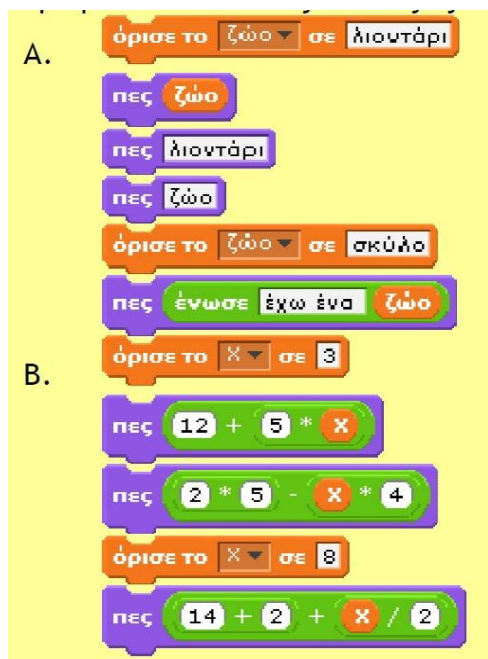 Α. όρισε το ζώο σε λιοντάρι
πες ζώο
πες λιοντάρι
πες ζώο
όρισε το ζώο σε σκύλο
πες ένωσε έχω ένα ζώο
Β. όρισε το X σε 3
πες 12 + 5 * X
πες 2 * 5 - X * 4
όρισε το X σε 8
πες 14 + 2 + X / 2